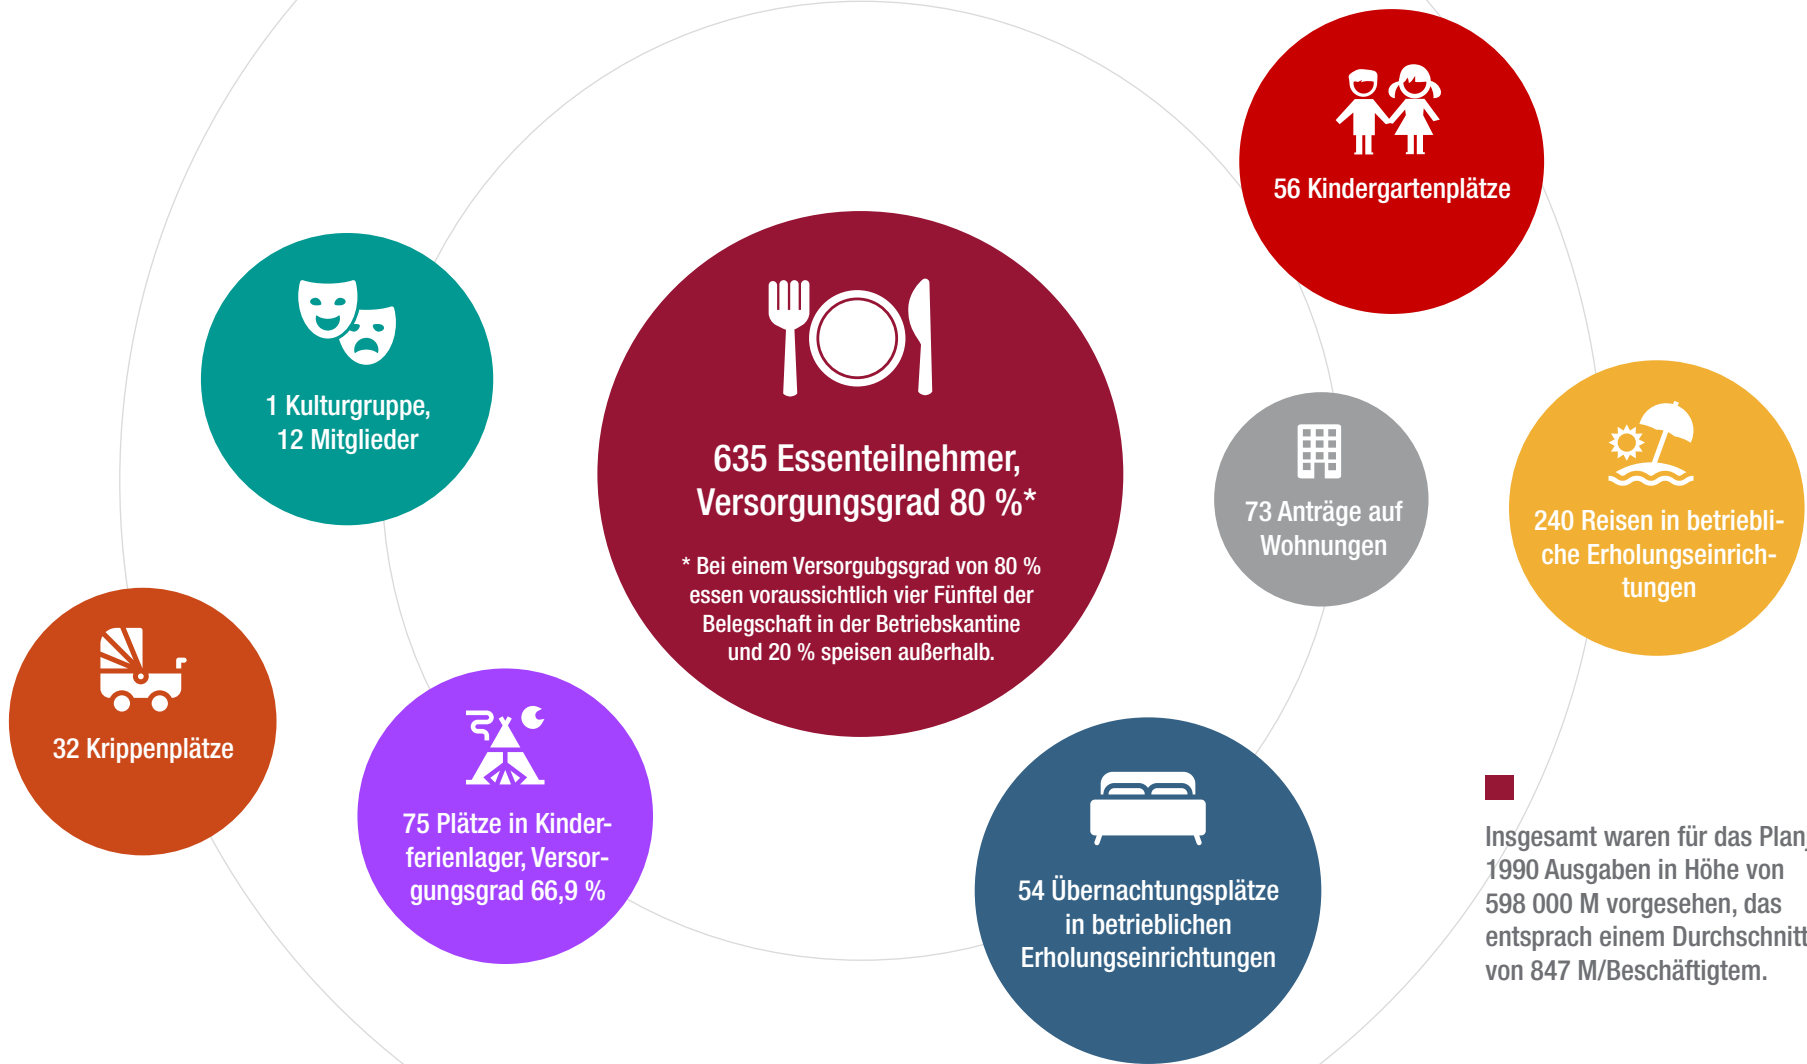 56 Kindergartenplätze
1 Kulturgruppe,
12 Mitglieder
635 Essenteilnehmer,
Versorgungsgrad 80 %*
* Bei einem Versorgubgsgrad von 80 %
essen voraussichtlich vier Fünftel der
Belegschaft in der Betriebskantine
und 20 % speisen außerhalb.
73 Anträge auf
Wohnungen
240 Reisen in betriebli-
che Erholungseinrich-
tungen
32 Krippenplätze
75 Plätze in Kinder-
ferienlager, Versor-
gungsgrad 66,9 %
54 Übernachtungsplätze
in betrieblichen
Erholungseinrichtungen
Insgesamt waren für das Plan
1990 Ausgaben in Höhe von
598 000 M vorgesehen, das
entsprach einem Durchschnitt
von 847 M/Beschäftigtem.